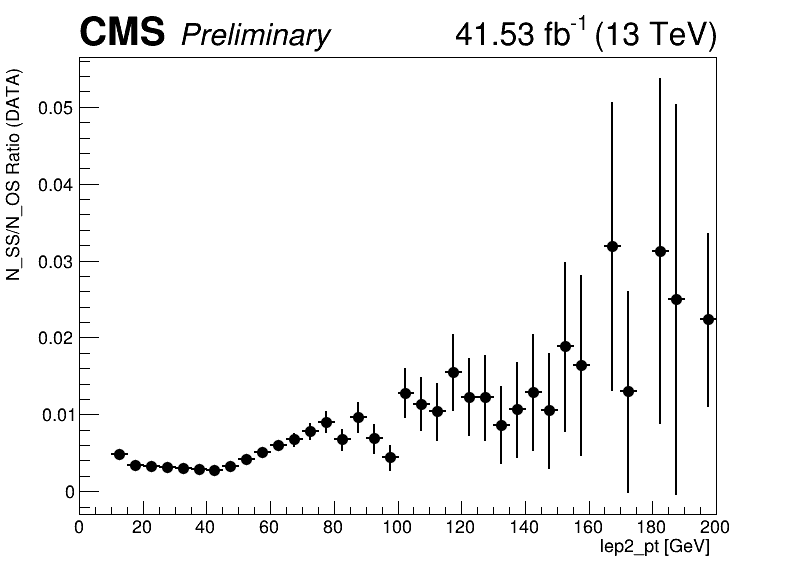 CMS Preliminary 41.53 fb⁻¹ (13 TeV)
N_SS/N_OS Ratio (DATA)
0.05
0.04
0.03
0.02
0.01
0
0 20 40 60 80 100 120 140 160 180 200
lep2_pt [GeV]